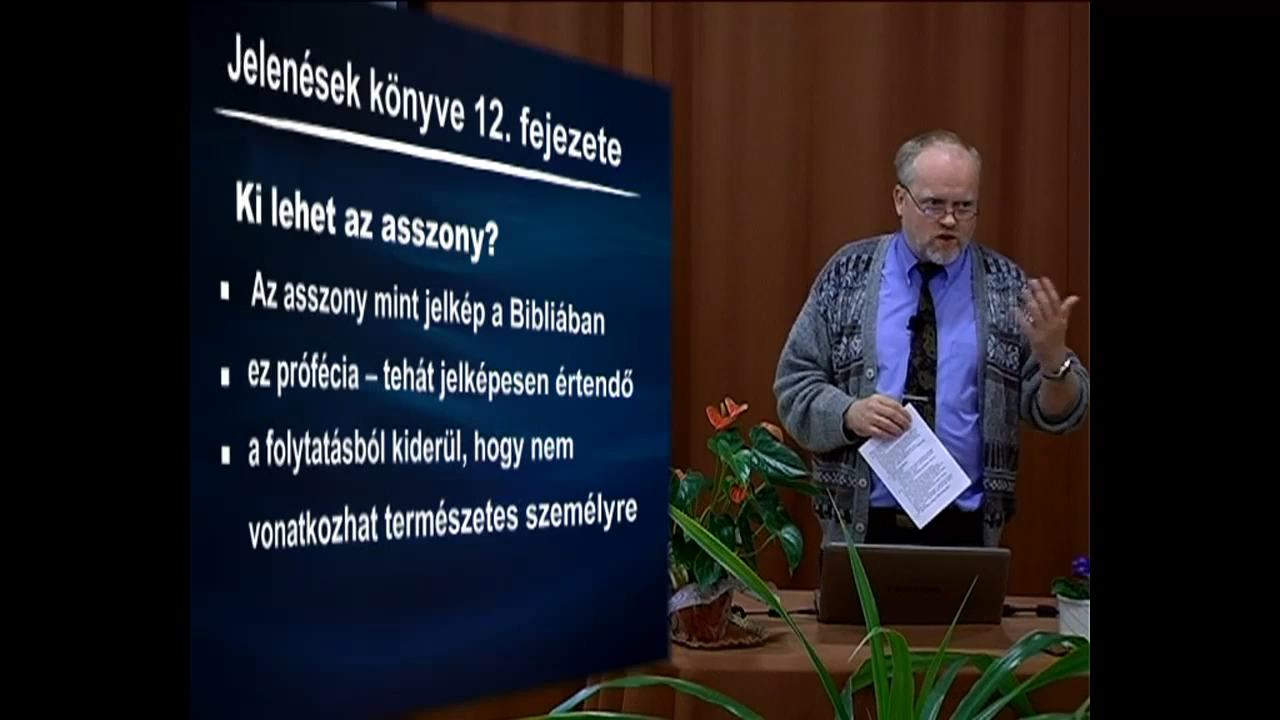 Jelenések könyve 12. fejezete
Ki lehet az asszony?
▪ Az asszony mint jelkép a Bibliában
▪ ez prófécia – tehát jelképesen értendő
▪ a folytatásból kiderül, hogy nem
vonatkozhat természetes személyre